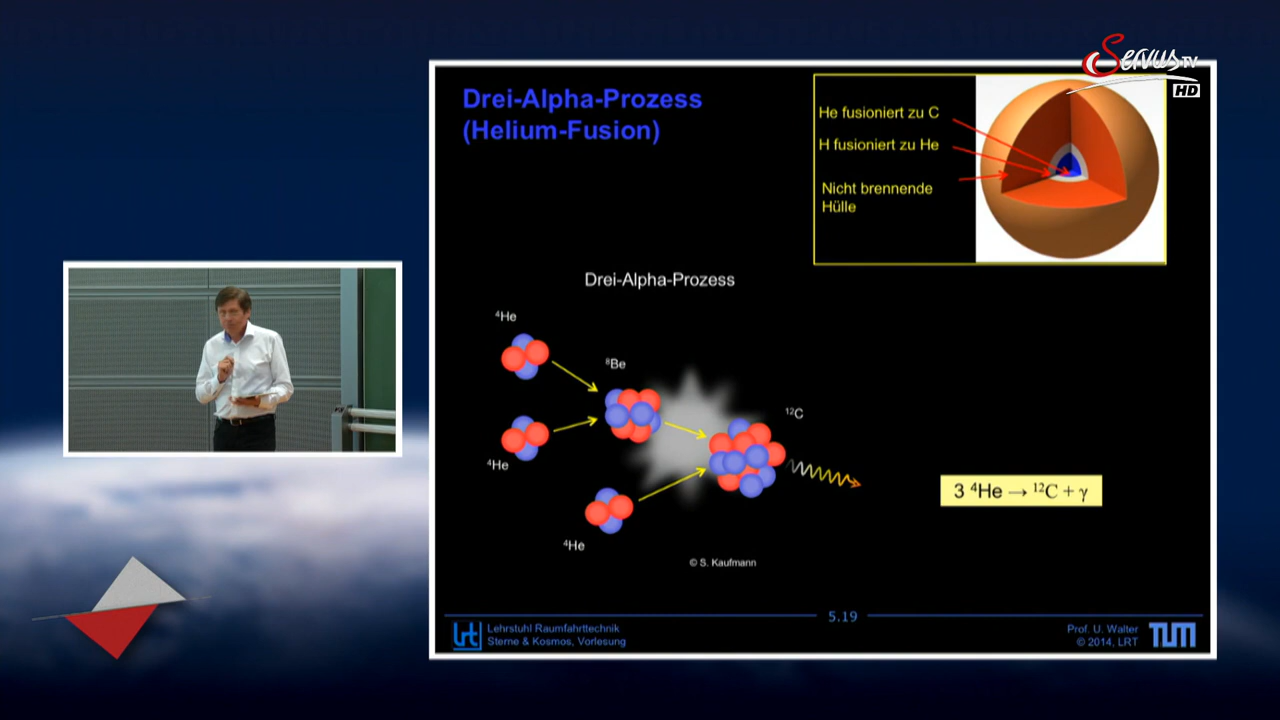 Servus TV
HD
Drei-Alpha-Prozess
(Helium-Fusion)
He fusioniert zu C
H fusioniert zu He
Nicht brennende
Hülle
Drei-Alpha-Prozess
⁴He
⁸Be
¹²C
⁴He
⁴He
3 ⁴He → ¹²C + γ
© S. Kaufmann
5.19
lrt
Lehrstuhl Raumfahrttechnik
Sterne & Kosmos, Vorlesung
Prof. U. Walter
© 2014, LRT
TUM